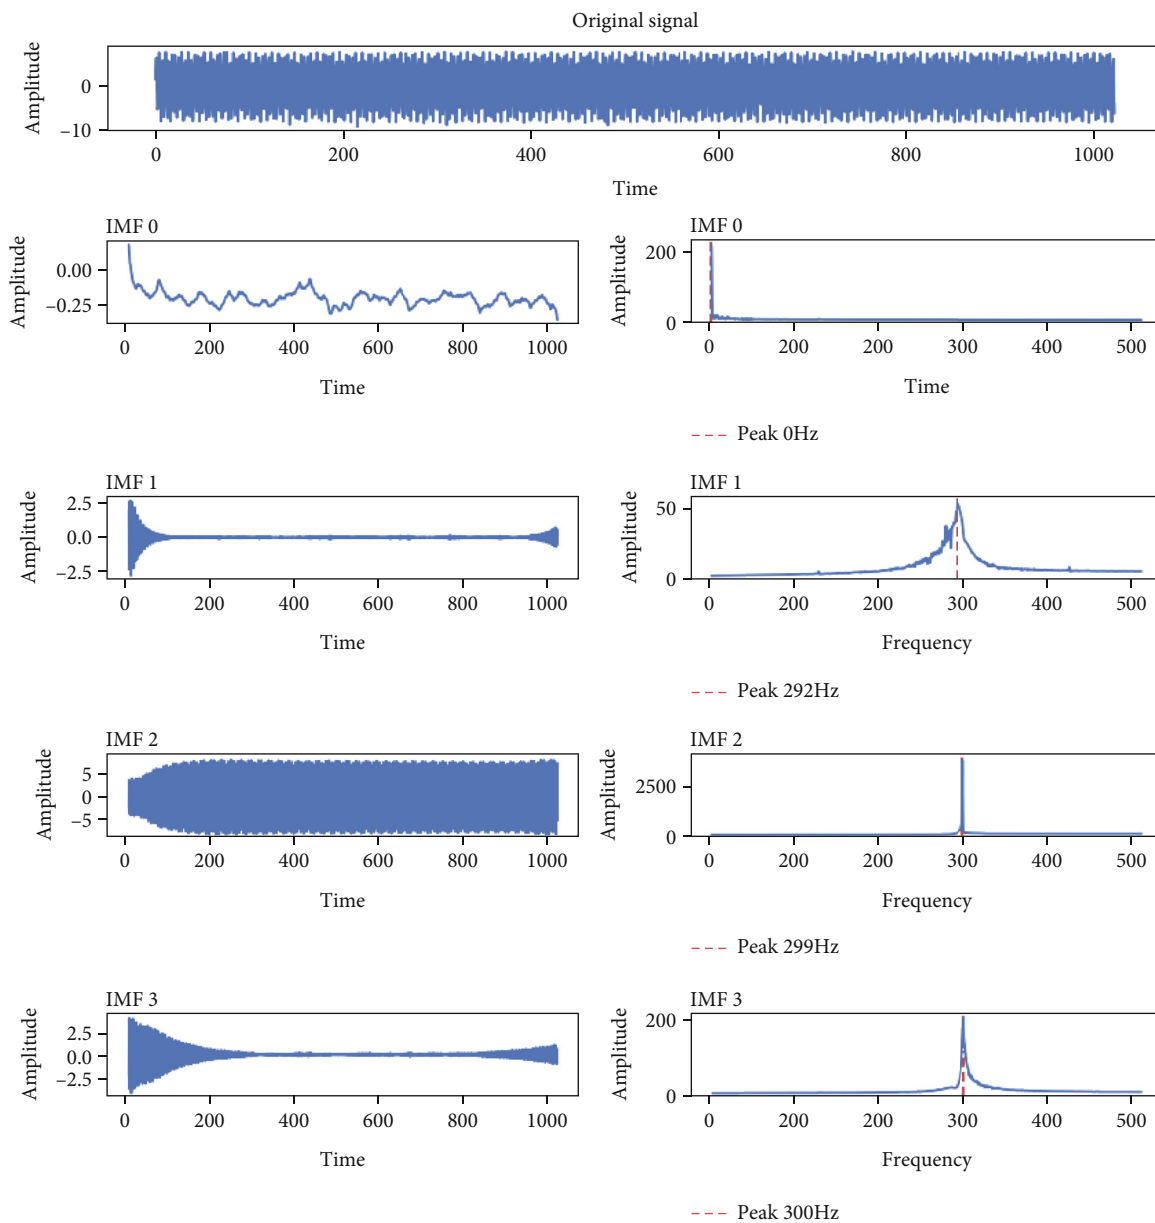 Original signal
Amplitude
0
−10
0 200 400 600 800 1000
Time
IMF 0
Amplitude
0.00
−0.25
0 200 400 600 800 1000
Time
IMF 0
Amplitude
200
0
0 200 200 300 400 500
Time
Peak 0Hz
IMF 1
Amplitude
2.5
0.0
−2.5
0 200 400 600 800 1000
Time
IMF 1
Amplitude
50
0
0 200 200 300 400 500
Frequency
Peak 292Hz
IMF 2
Amplitude
5
0
−5
0 200 400 600 800 1000
Time
IMF 2
Amplitude
2500
0
0 200 200 300 400 500
Frequency
Peak 299Hz
IMF 3
Amplitude
2.5
0.0
−2.5
0 200 400 600 800 1000
Time
IMF 3
Amplitude
200
100
0
0 200 200 300 400 500
Frequency
Peak 300Hz